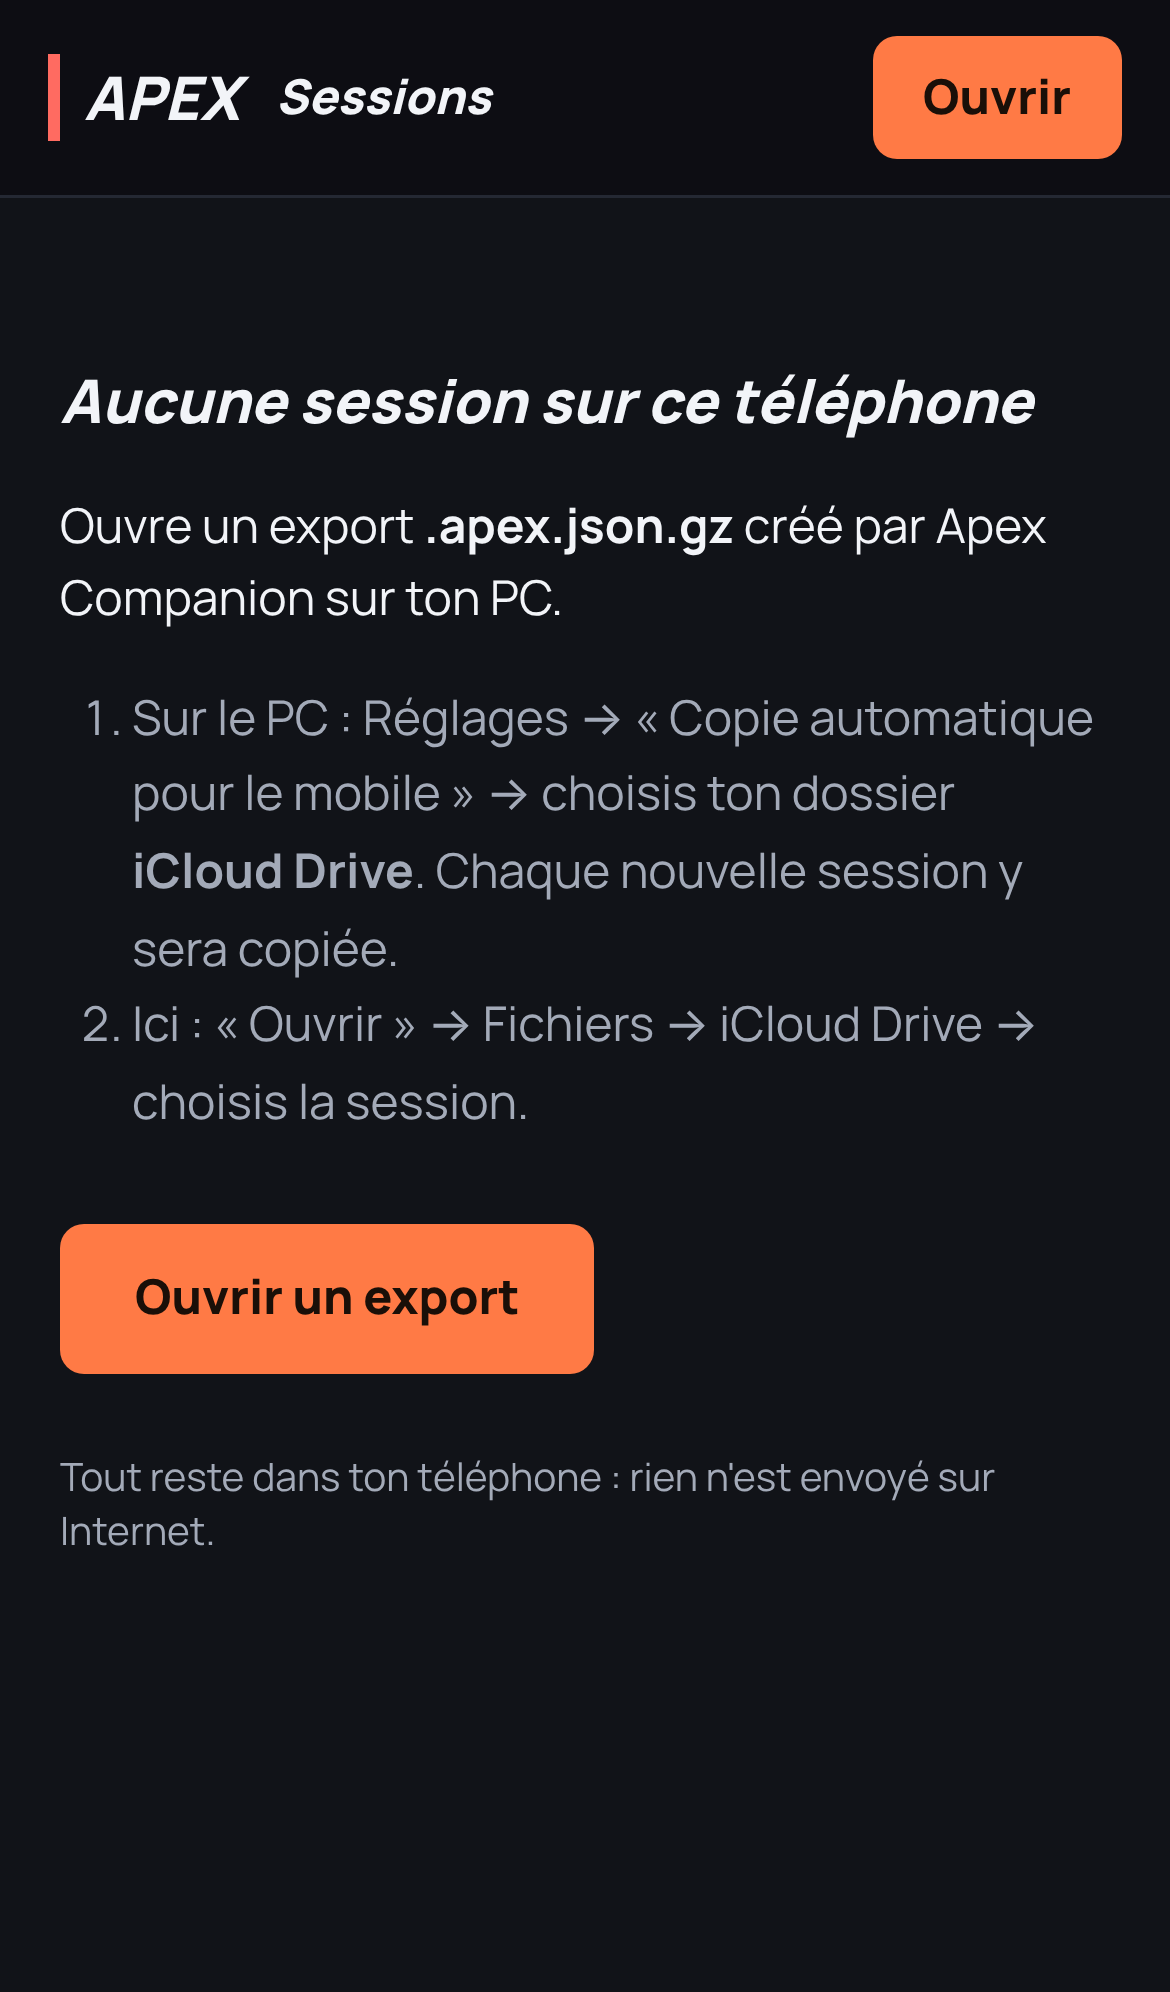 APEX Sessions
Ouvrir
Aucune session sur ce téléphone
Ouvre un export .apex.json.gz créé par Apex
Companion sur ton PC.
1. Sur le PC : Réglages → « Copie automatique
pour le mobile » → choisis ton dossier
iCloud Drive. Chaque nouvelle session y
sera copiée.
2. Ici : « Ouvrir » → Fichiers → iCloud Drive →
choisis la session.
Ouvrir un export
Tout reste dans ton téléphone : rien n'est envoyé sur
Internet.